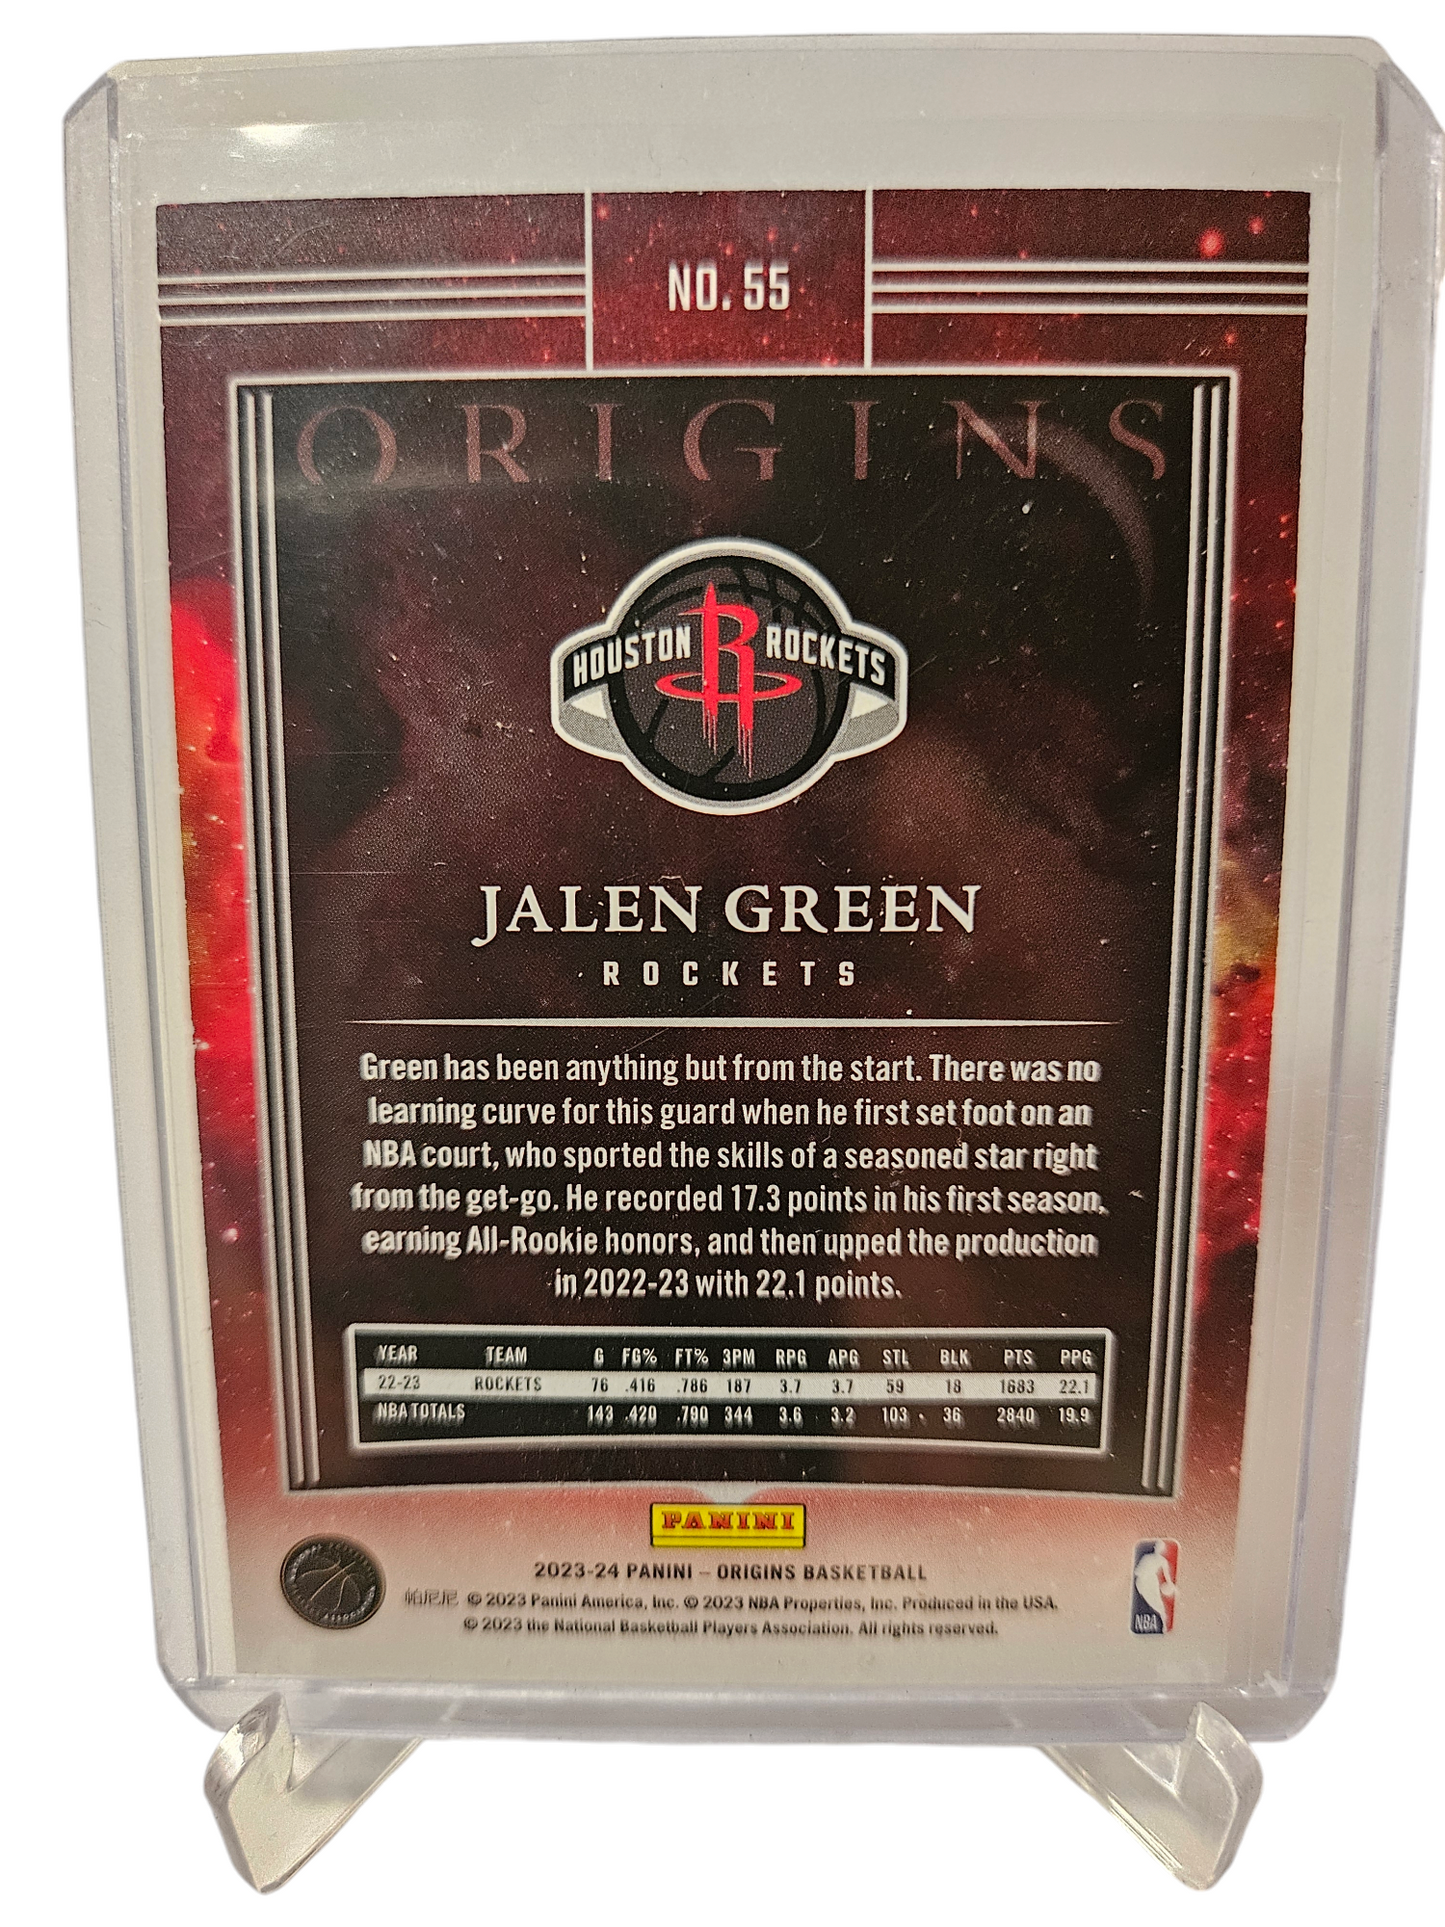 NO. 55
ORIGINS
HOUSTON ROCKETS
JALEN GREEN
ROCKETS
Green has been anything but from the start. There was no
learning curve for this guard when he first set foot on an
NBA court, who sported the skills of a seasoned star right
from the get-go. He recorded 17.3 points in his first season,
earning All-Rookie honors, and then upped the production
in 2022-23 with 22.1 points.
YEAR TEAM G FG% FT% 3PM RPG APG STL BLK PTS PPG
22-23 ROCKETS 76 .416 .786 187 3.7 3.7 59 18 1683 22.1
NBA TOTALS 143 .420 .790 344 3.6 3.2 103 36 2840 19.9
PANINI
2023-24 PANINI – ORIGINS BASKETBALL
帕尼尼 © 2023 Panini America, Inc. © 2023 NBA Properties, Inc. Produced in the USA.
© 2023 the National Basketball Players Association. All rights reserved.
NBA